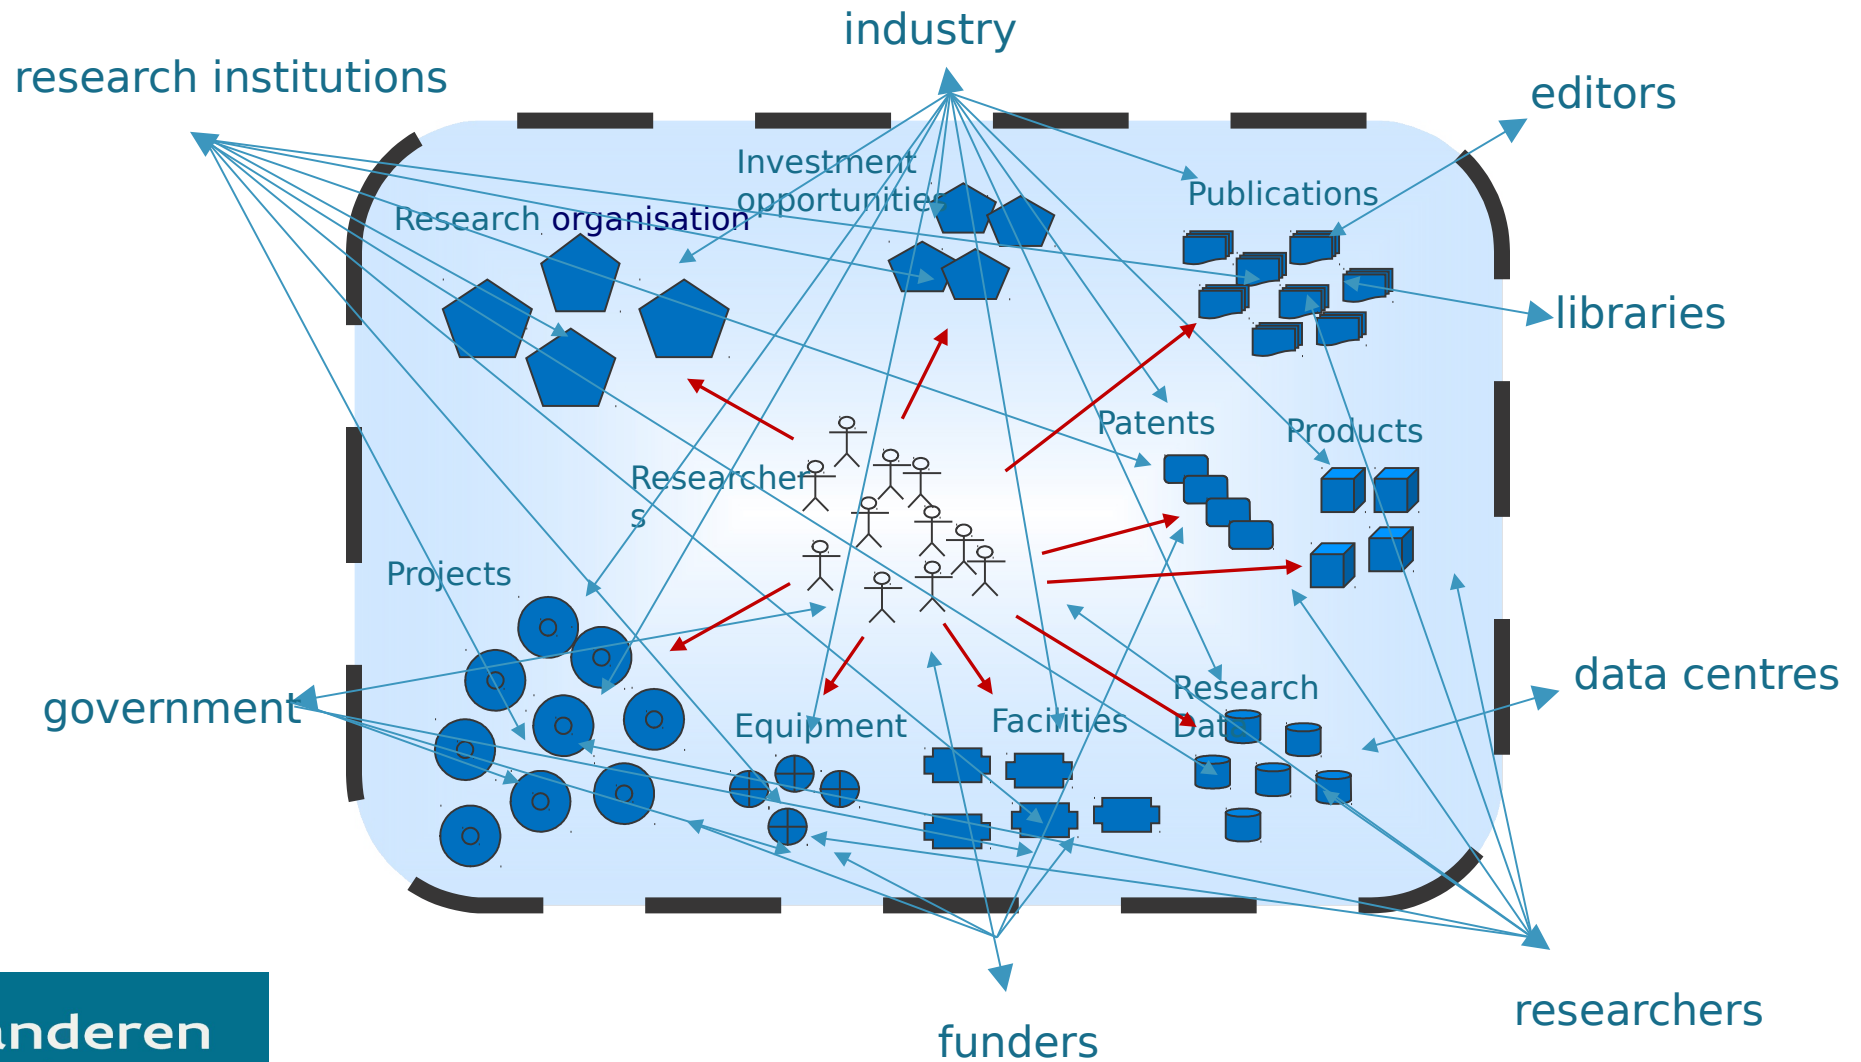 industry
research institutions
editors
Investment
opportunities
Publications
Research organisation
libraries
Patents
Products
Researcher
s
Projects
data centres
Research
Data
government
Equipment
Facilities
researchers
anderen
funders